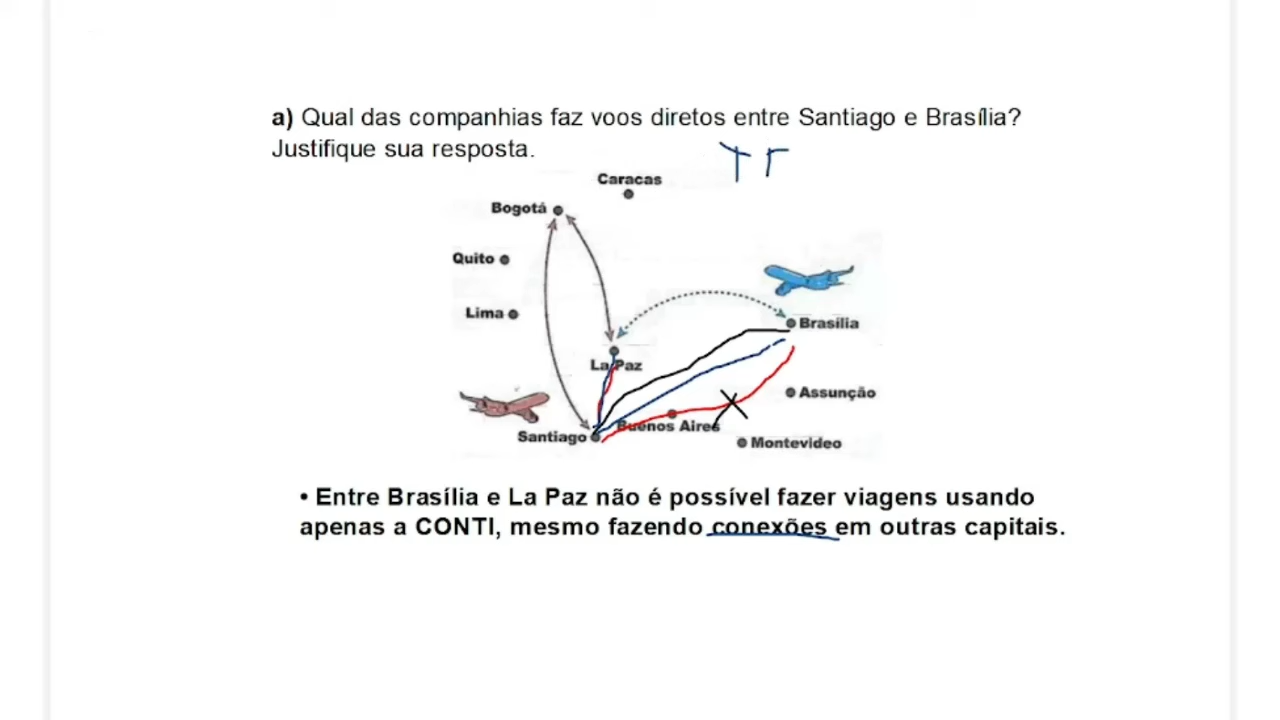 a) Qual das companhias faz voos diretos entre Santiago e Brasília?
Justifique sua resposta.
Caracas
Bogotá
Quito
Lima
Brasília
La Paz
Assunção
Buenos Aires
Santiago
Montevideo
• Entre Brasília e La Paz não é possível fazer viagens usando
apenas a CONTI, mesmo fazendo conexões em outras capitais.